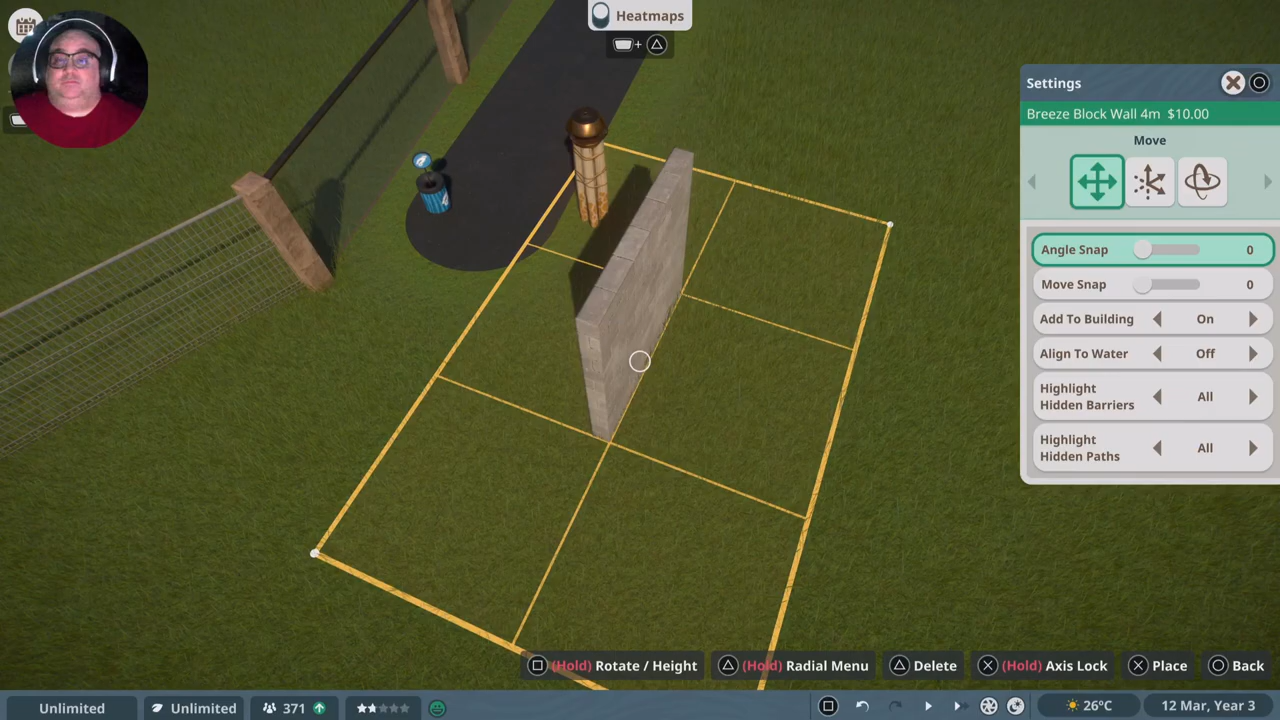 Heatmaps
+
Settings
Breeze Block Wall 4m $10.00
Move
Angle Snap 0
Move Snap 0
Add To Building On
Align To Water Off
Highlight
Hidden Barriers All
Highlight
Hidden Paths All
(Hold) Rotate / Height (Hold) Radial Menu Delete (Hold) Axis Lock Place Back
Unlimited Unlimited 371 26°C 12 Mar, Year 3